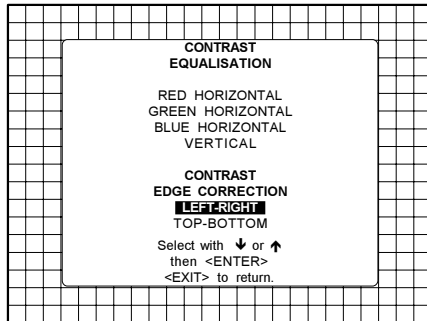 CONTRAST
EQUALISATION
RED HORIZONTAL
GREEN HORIZONTAL
BLUE HORIZONTAL
VERTICAL
CONTRAST
EDGE CORRECTION
LEFT-RIGHT
TOP-BOTTOM
Select with ↓ or ↑
then <ENTER>
<EXIT> to return.